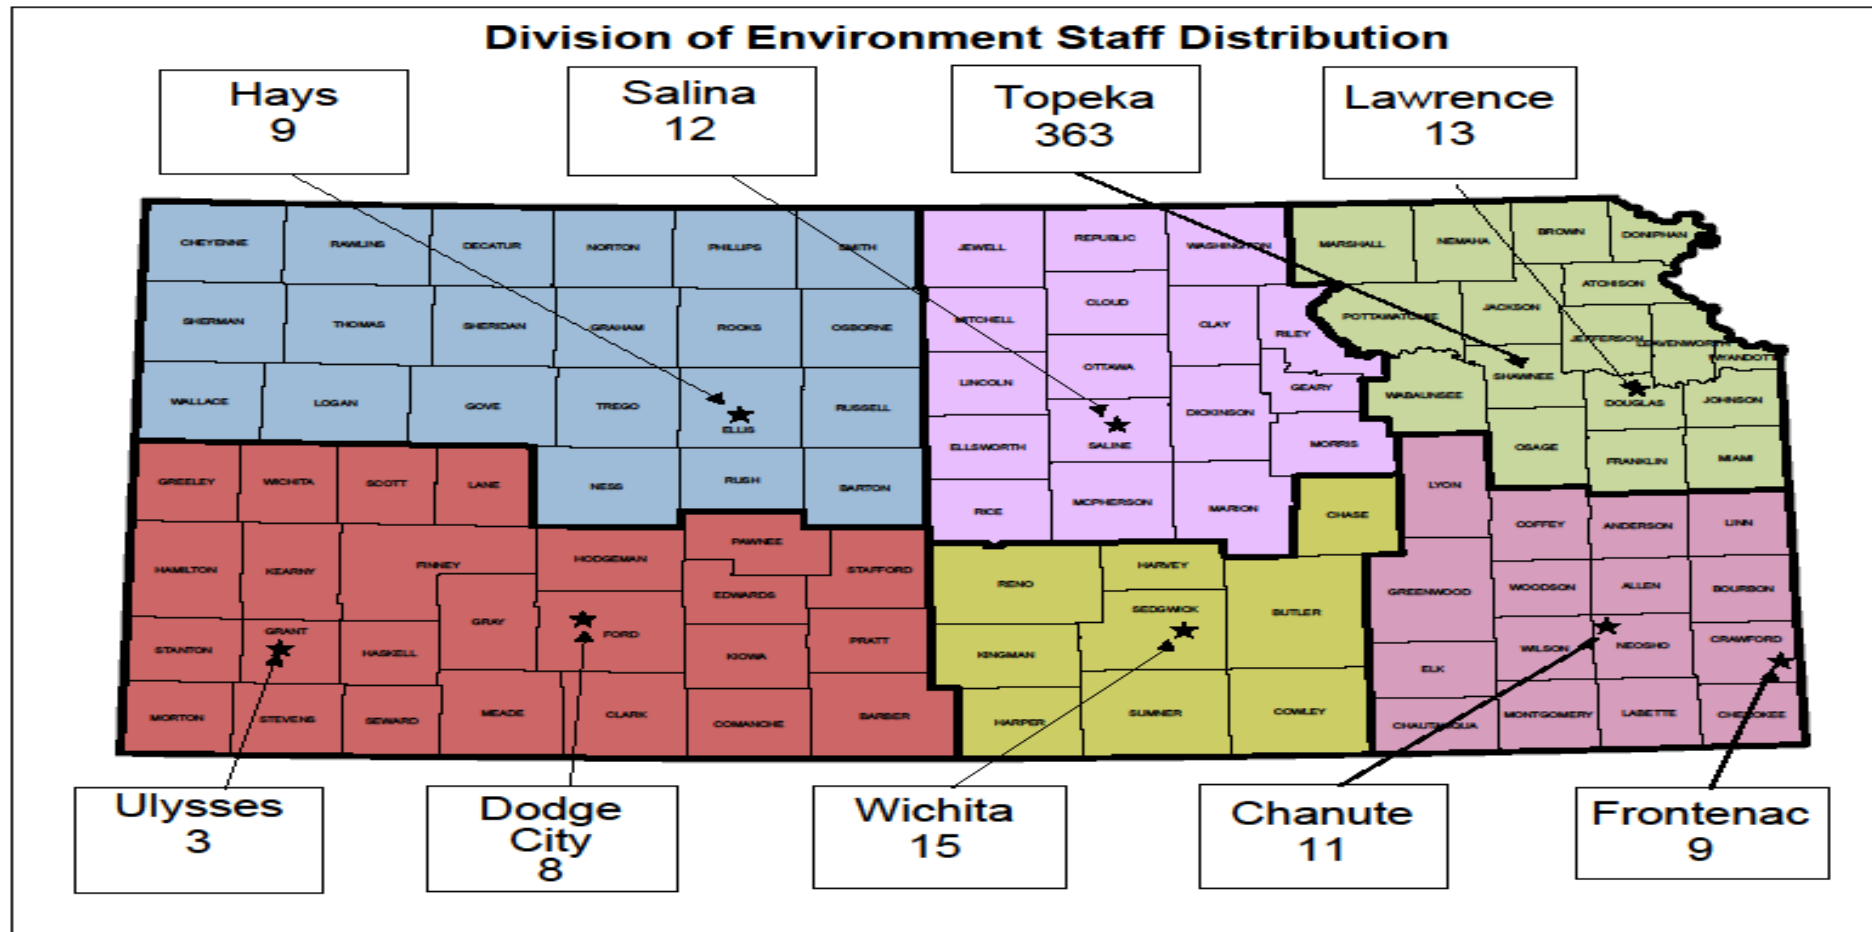 Division of Environment Staff Distribution
Hays
9
Salina
12
Topeka
363
Lawrence
13
CHEYENNE
RAWLINS
DECATUR
NORTON
PHILLIPS
SMITH
JEWELL
REPUBLIC
WASHINGTON
MARSHALL
NEMAHA
BROWN
DONIPHAN
SHERMAN
THOMAS
SHERIDAN
GRAHAM
ROOKS
OSBORNE
MITCHELL
CLOUD
CLAY
RILEY
POTTAWATOMIE
JACKSON
ATCHISON
JEFFERSON
LEAVENWORTH
WYANDOTTE
WALLACE
LOGAN
GOVE
TREGO
ELLIS
RUSSELL
LINCOLN
OTTAWA
DICKINSON
GEARY
WABAUNSEE
SHAWNEE
DOUGLAS
JOHNSON
ELLSWORTH
SALINE
MORRIS
OSAGE
FRANKLIN
MIAMI
GREELEY
WICHITA
SCOTT
LANE
NESS
RUSH
BARTON
RICE
MCPHERSON
MARION
CHASE
LYON
COFFEY
ANDERSON
LINN
HAMILTON
KEARNY
FINNEY
HODGEMAN
PAWNEE
STAFFORD
EDWARDS
RENO
HARVEY
SEDGWICK
BUTLER
GREENWOOD
WOODSON
ALLEN
BOURBON
STANTON
GRANT
HASKELL
GRAY
FORD
KIOWA
PRATT
KINGMAN
ELK
WILSON
NEOSHO
CRAWFORD
MORTON
STEVENS
SEWARD
MEADE
CLARK
COMANCHE
BARBER
HARPER
SUMNER
COWLEY
CHAUTAUQUA
MONTGOMERY
LABETTE
CHEROKEE
Ulysses
3
Dodge
City
8
Wichita
15
Chanute
11
Frontenac
9